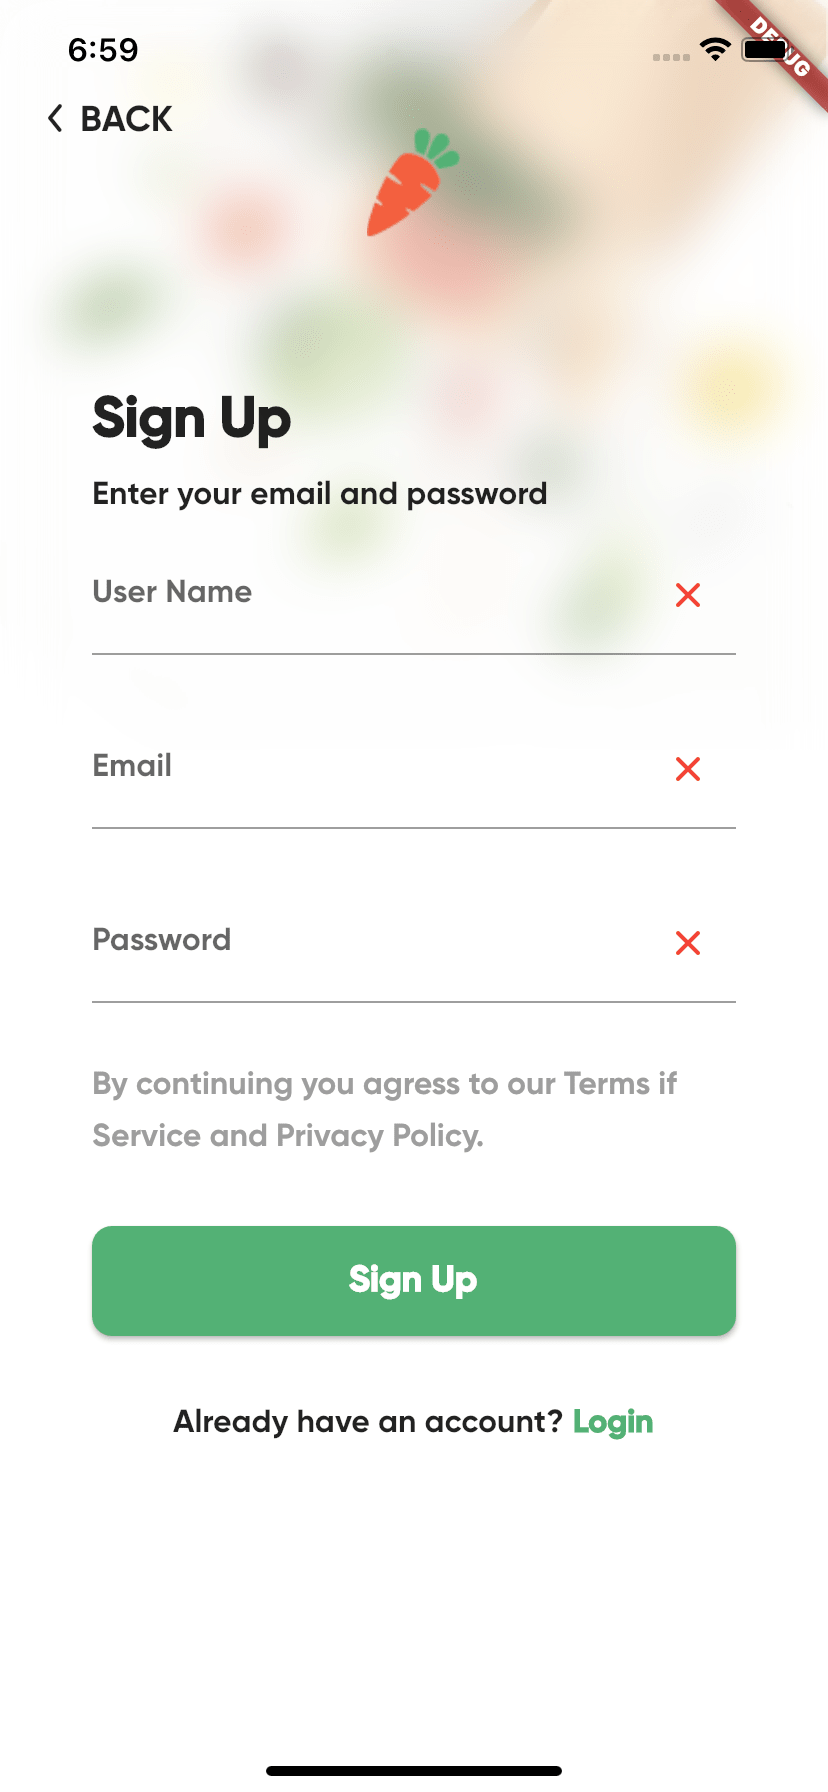 6:59
DEBUG
BACK
Sign Up
Enter your email and password
User Name
Email
Password
By continuing you agress to our Terms if
Service and Privacy Policy.
Sign Up
Already have an account? Login